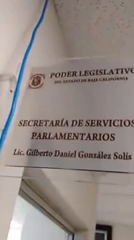 PODER LEGISLATIVO
DEL ESTADO DE BAJA CALIFORNIA
SECRETARÍA DE SERVICIOS
PARLAMENTARIOS
Lic. Gilberto Daniel González Solís